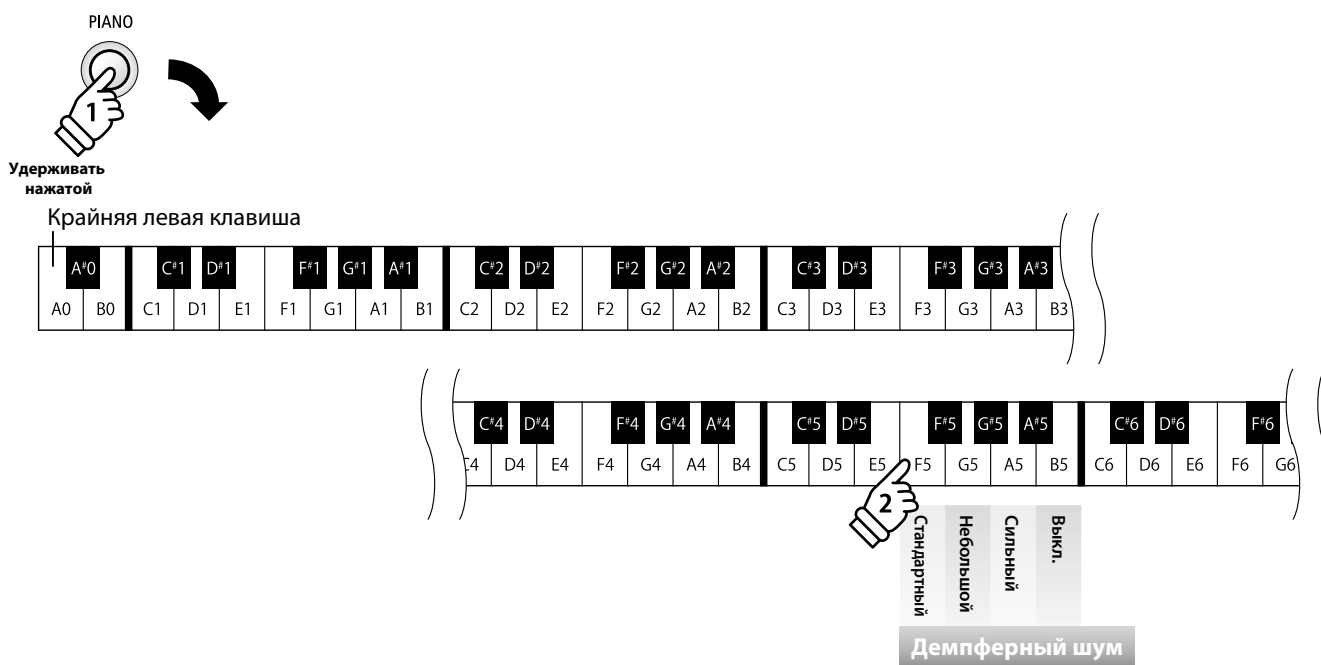 PIANO
1
Удерживать
нажатой
Крайняя левая клавиша
A#0 C#1 D#1 F#1 G#1 A#1 C#2 D#2 F#2 G#2 A#2 C#3 D#3 F#3 G#3 A#3
A0 B0 C1 D1 E1 F1 G1 A1 B1 C2 D2 E2 F2 G2 A2 B2 C3 D3 E3 F3 G3 A3 B3
C#4 D#4 F#4 G#4 A#4 C#5 D#5 F#5 G#5 A#5 C#6 D#6 F#6
C4 D4 E4 F4 G4 A4 B4 C5 D5 E5 F5 G5 A5 B5 C6 D6 E6 F6 G6
2
Стандартный
Небольшой
Сильный
Выкл.
Демпферный шум